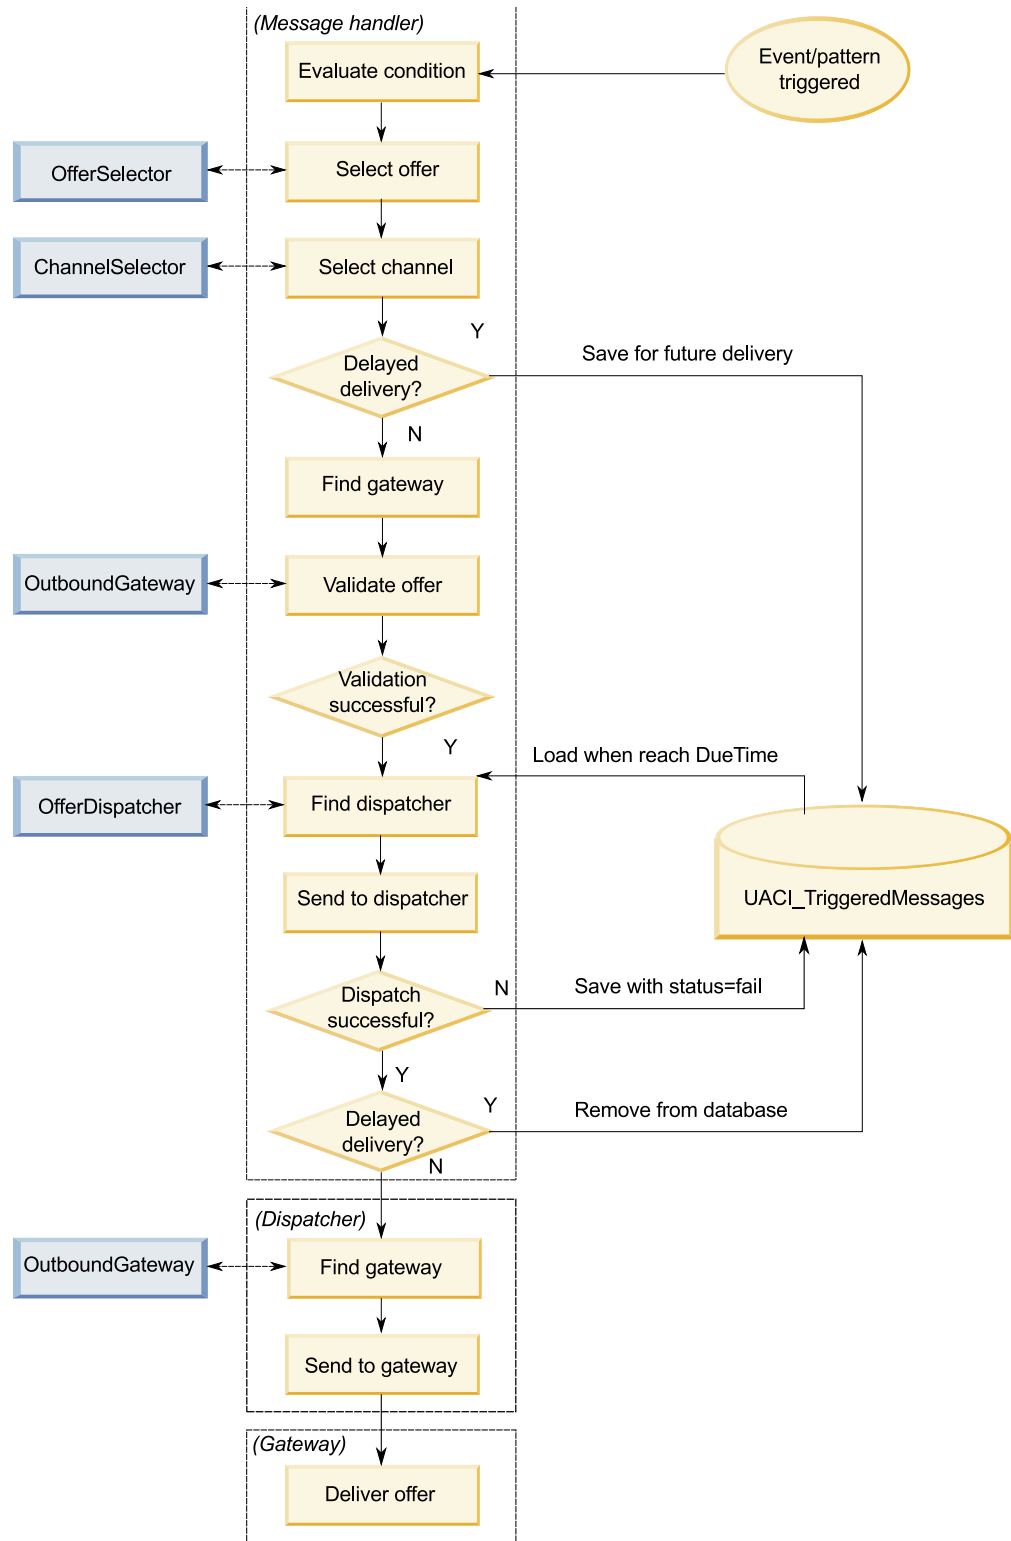 (Message handler)
Evaluate condition
Event/pattern
triggered
OfferSelector
Select offer
ChannelSelector
Select channel
Y
Delayed
delivery?
Save for future delivery
N
Find gateway
OutboundGateway
Validate offer
Validation
successful?
Y
Load when reach DueTime
OfferDispatcher
Find dispatcher
Send to dispatcher
UACI_TriggeredMessages
Dispatch
successful?
N
Save with status=fail
Y
Delayed
delivery?
Y
Remove from database
N
(Dispatcher)
OutboundGateway
Find gateway
Send to gateway
(Gateway)
Deliver offer